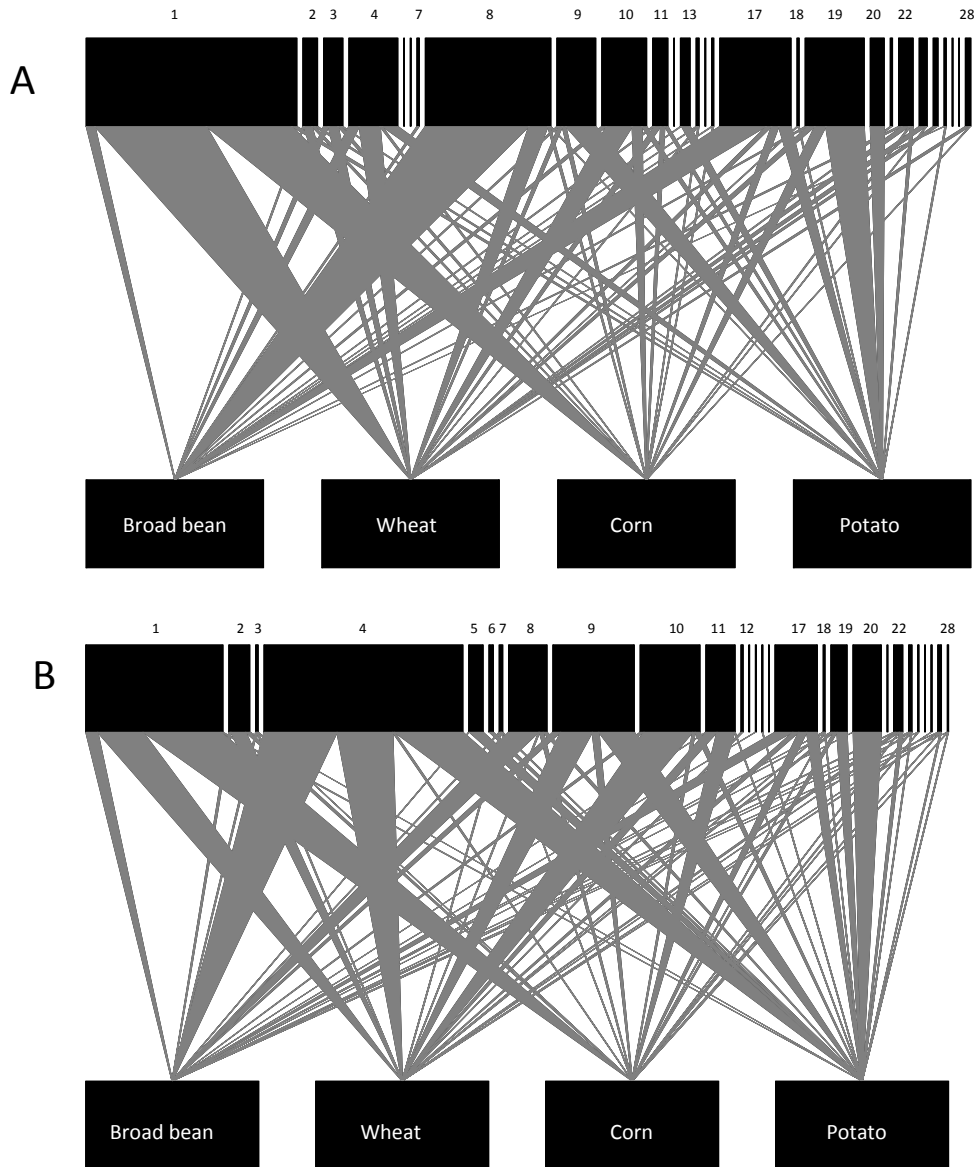 1 2 3 4 7 8 9 10 11 13 17 18 19 20 22 28
A
Broad bean Wheat Corn Potato
1 2 3 4 5 6 7 8 9 10 11 12 17 18 19 20 22 28
B
Broad bean Wheat Corn Potato